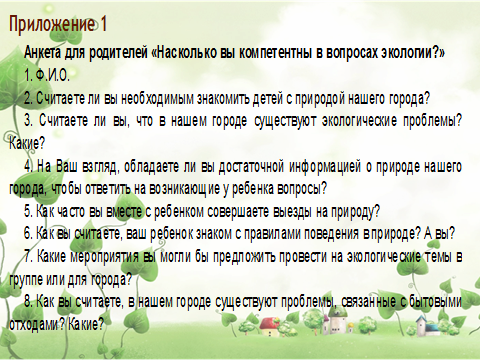 Приложение 1
Анкета для родителей «Насколько вы компетентны в вопросах экологии?»
1. Ф.И.О.
2. Считаете ли вы необходимым знакомить детей с природой нашего города?
3. Считаете ли вы, что в нашем городе существуют экологические проблемы?
Какие?
4. На Ваш взгляд, обладаете ли вы достаточной информацией о природе нашего
города, чтобы ответить на возникающие у ребенка вопросы?
5. Как часто вы вместе с ребенком совершаете выезды на природу?
6. Как вы считаете, ваш ребенок знаком с правилами поведения в природе? А вы?
7. Какие мероприятия вы могли бы предложить провести на экологические темы в
группе или для города?
8. Как вы считаете, в нашем городе существуют проблемы, связанные с бытовыми
отходами? Какие?